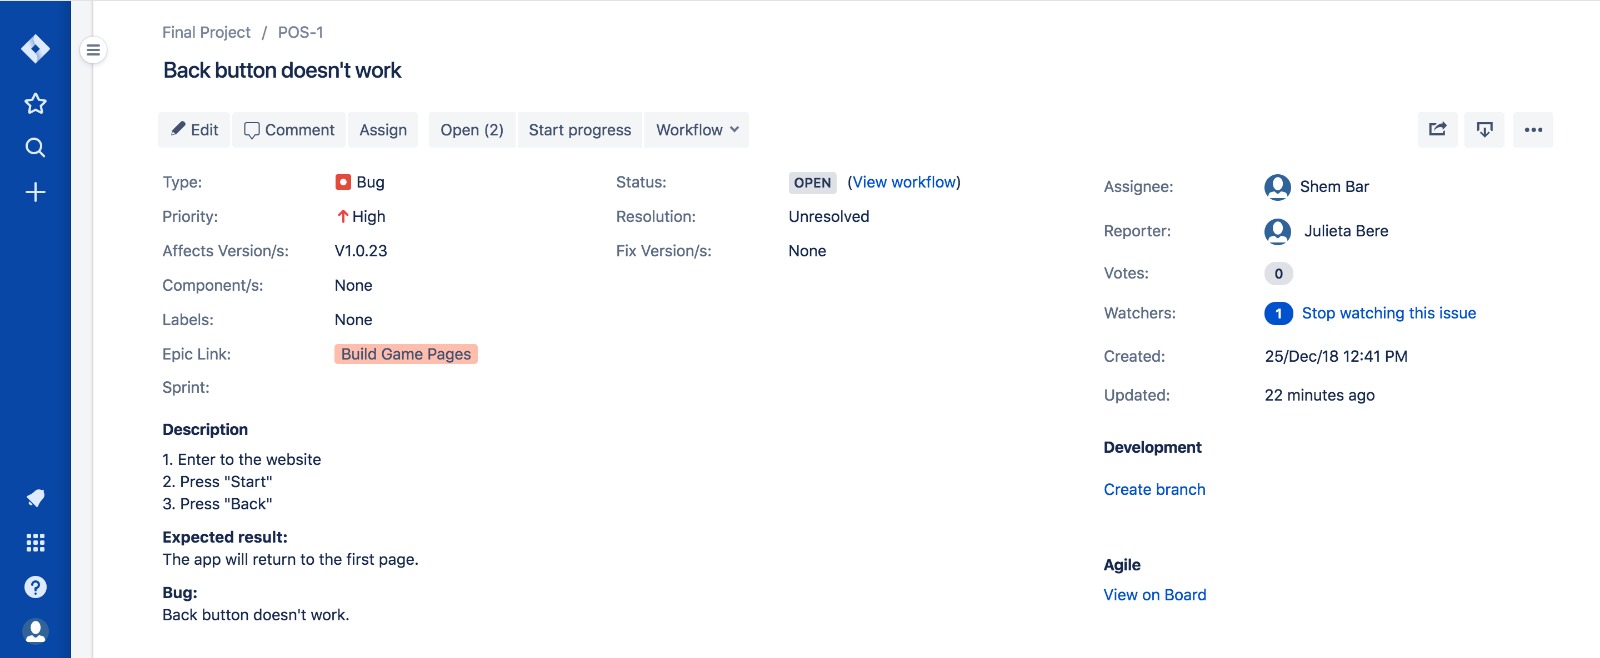 Final Project / POS-1
Back button doesn't work
Edit Comment Assign Open (2) Start progress Workflow
Type: Bug
Priority: High
Affects Version/s: V1.0.23
Component/s: None
Labels: None
Epic Link: Build Game Pages
Sprint:
Status: OPEN (View workflow)
Resolution: Unresolved
Fix Version/s: None
Description
1. Enter to the website
2. Press "Start"
3. Press "Back"
Expected result:
The app will return to the first page.
Bug:
Back button doesn't work.
Assignee: Shem Bar
Reporter: Julieta Bere
Votes: 0
Watchers: 1 Stop watching this issue
Created: 25/Dec/18 12:41 PM
Updated: 22 minutes ago
Development
Create branch
Agile
View on Board